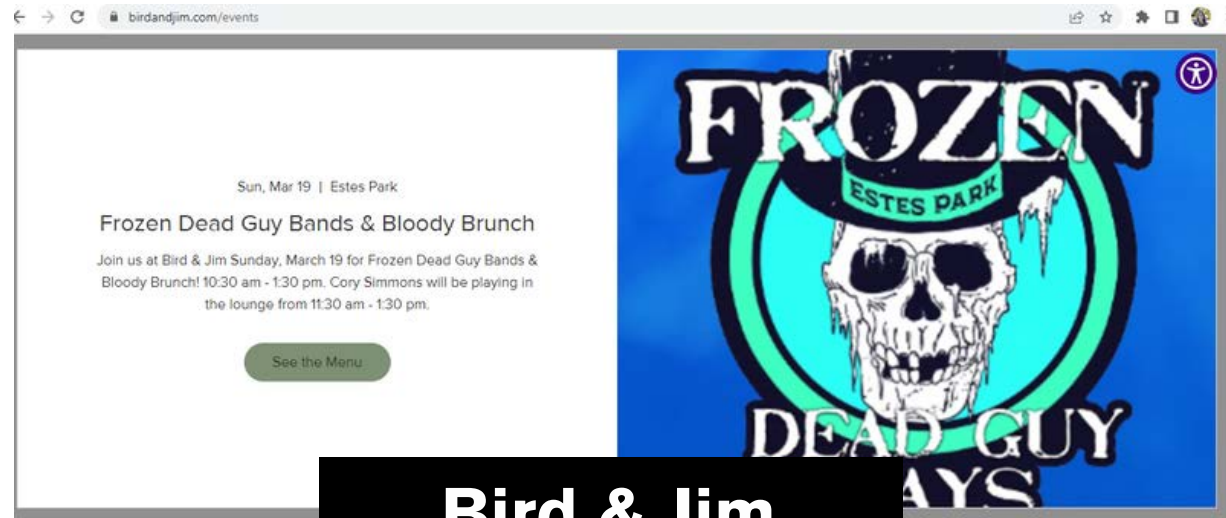 birdandjim.com/events
Sun, Mar 19 | Estes Park
Frozen Dead Guy Bands & Bloody Brunch
Join us at Bird & Jim Sunday, March 19 for Frozen Dead Guy Bands &
Bloody Brunch! 10:30 am - 1:30 pm. Cory Simmons will be playing in
the lounge from 11:30 am - 1:30 pm.
See the Menu
FROZEN
ESTES PARK
DEAD GUY
DAYS
Bird & Jim